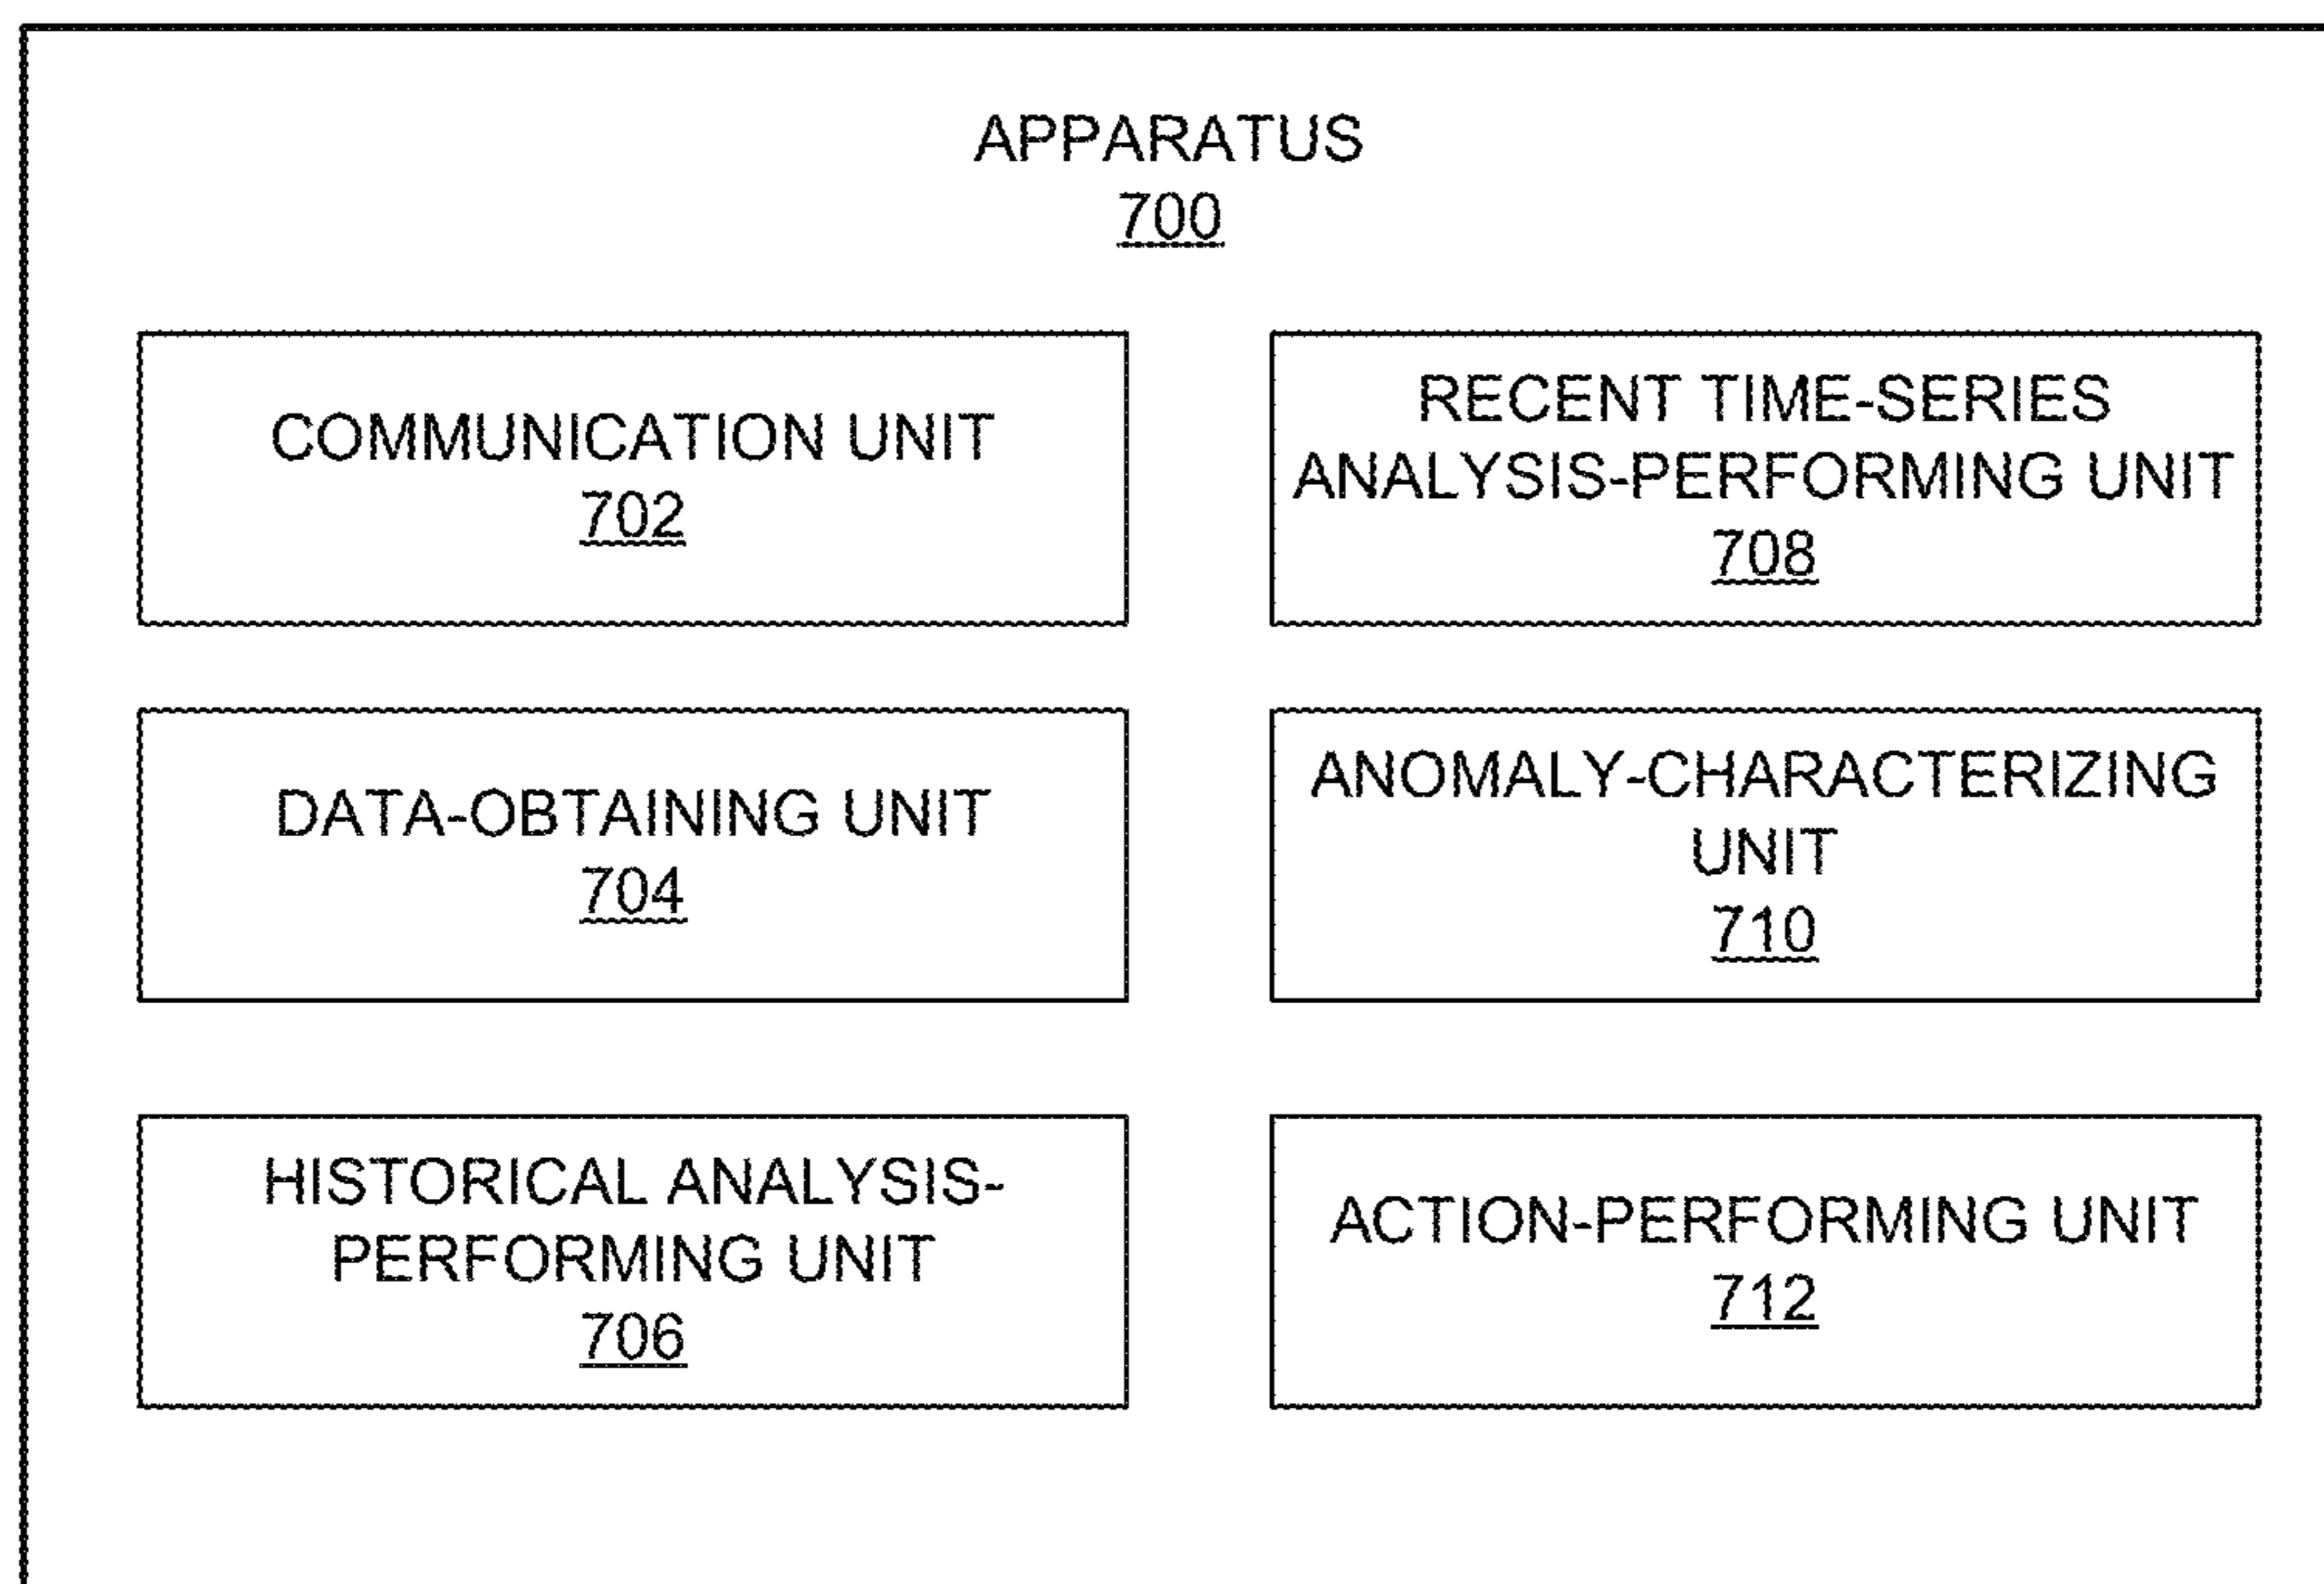 APPARATUS
700
COMMUNICATION UNIT
702
RECENT TIME-SERIES
ANALYSIS-PERFORMING UNIT
708
DATA-OBTAINING UNIT
704
ANOMALY-CHARACTERIZING
UNIT
710
HISTORICAL ANALYSIS-
PERFORMING UNIT
706
ACTION-PERFORMING UNIT
712